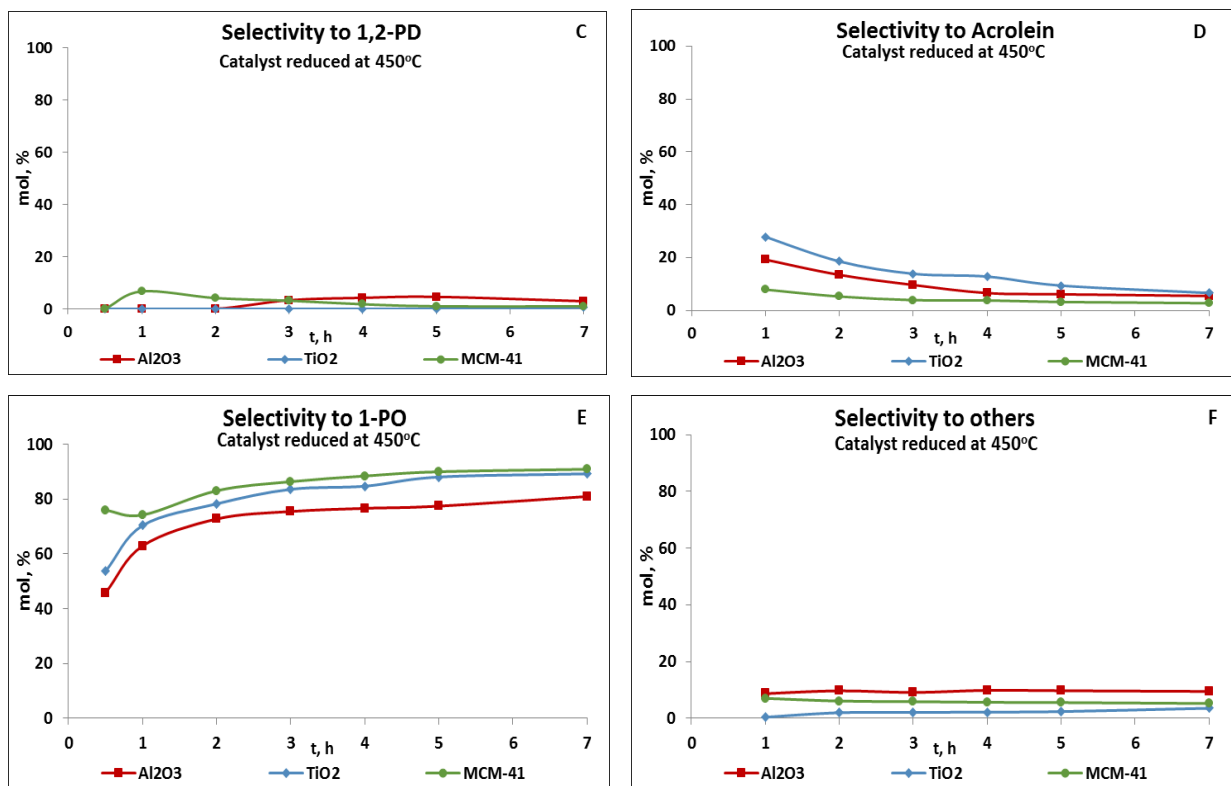 Selectivity to 1,2-PD
C
Catalyst reduced at 450°C
mol, %
100
80
60
40
20
0
0 1 2 3 4 5 6 7
t, h
Al2O3 TiO2 MCM-41
Selectivity to Acrolein
D
Catalyst reduced at 450°C
mol, %
100
80
60
40
20
0
0 1 2 3 4 5 6 7
t, h
Al2O3 TiO2 MCM-41
Selectivity to 1-PO
E
Catalyst reduced at 450°C
mol, %
100
80
60
40
20
0
0 1 2 3 4 5 6 7
t, h
Al2O3 TiO2 MCM-41
Selectivity to others
F
Catalyst reduced at 450°C
mol, %
100
80
60
40
20
0
0 1 2 3 4 5 6 7
t, h
Al2O3 TiO2 MCM-41